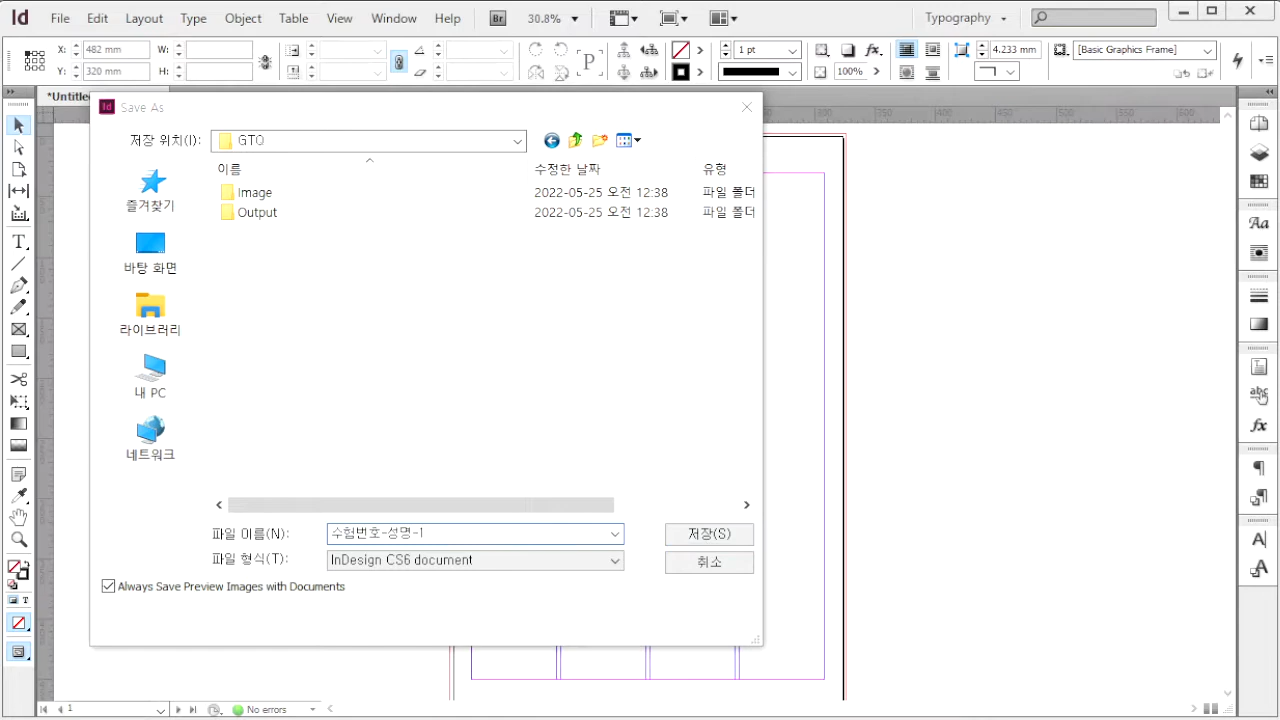 Id File Edit Layout Type Object Table View Window Help Br 30.8% Typography
X: 482 mm W: P 1 pt fx 4.233 mm [Basic Graphics Frame]
Y: 320 mm H: 100%
*Untitle
Id Save As
저장 위치(I): GTO
이름 수정한 날짜 유형
Image 2022-05-25 오전 12:38 파일 폴더
Output 2022-05-25 오전 12:38 파일 폴더
즐겨찾기
바탕 화면
라이브러리
내 PC
네트워크
파일 이름(N): 수험번호-성명-1 저장(S)
파일 형식(T): InDesign CS6 document 취소
Always Save Preview Images with Documents
1 No errors